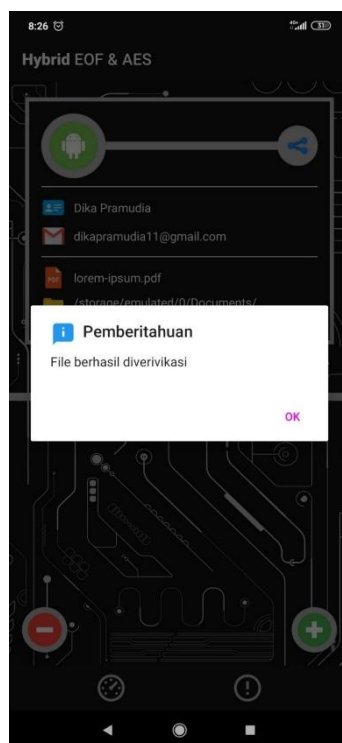 8:26
Hybrid EOF & AES
Dika Pramudia
dikapramudia11@gmail.com
lorem-ipsum.pdf
/storage/emulated/0/Documents/
Pemberitahuan
File berhasil diverivikasi
OK